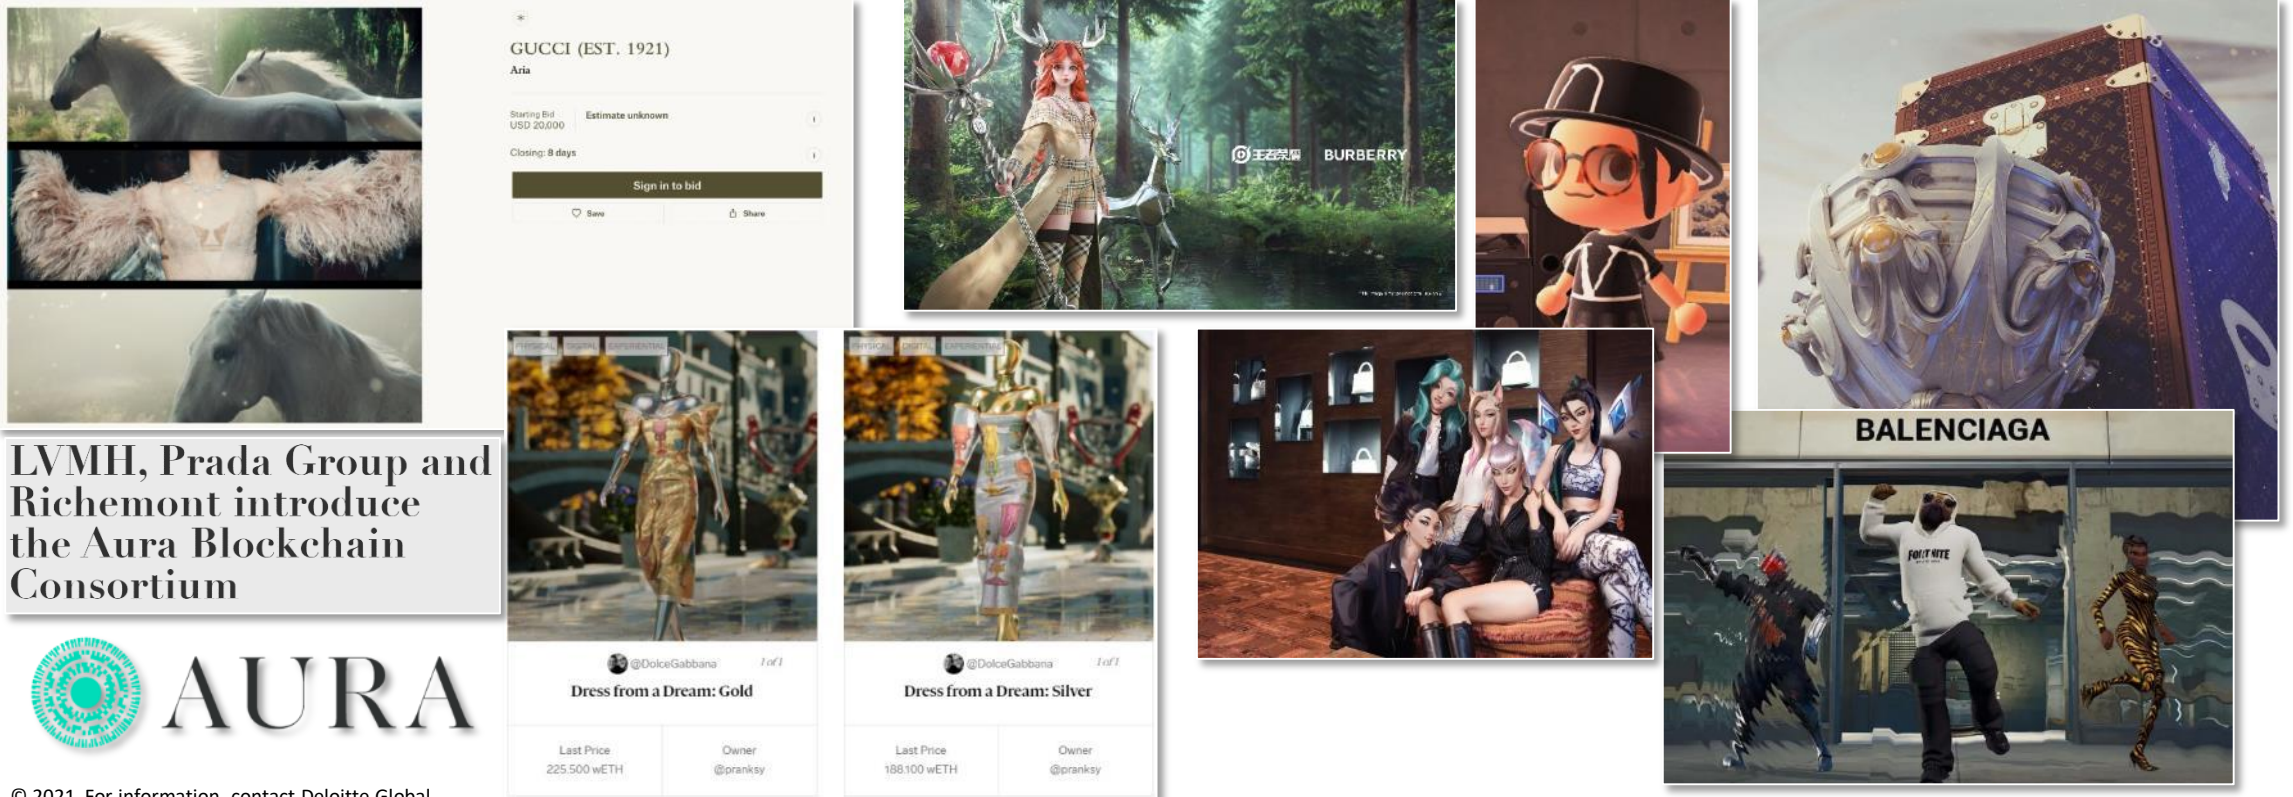 GUCCI (EST. 1921)
Aria
Starting Bid
USD 20,000
Estimate unknown
Closing: 8 days
Sign in to bid
Save
Share
王者荣耀 BURBERRY
LVMH, Prada Group and
Richemont introduce
the Aura Blockchain
Consortium
AURA
PHYSICAL DIGITAL EXPERIENTIAL
@DolceGabbana
1 of 1
Dress from a Dream: Gold
Last Price
225.500 wETH
Owner
@pranksy
PHYSICAL DIGITAL EXPERIENTIAL
@DolceGabbana
1 of 1
Dress from a Dream: Silver
Last Price
188.100 wETH
Owner
@pranksy
BALENCIAGA
FORTNITE
© 2021. For information, contact Deloitte Global